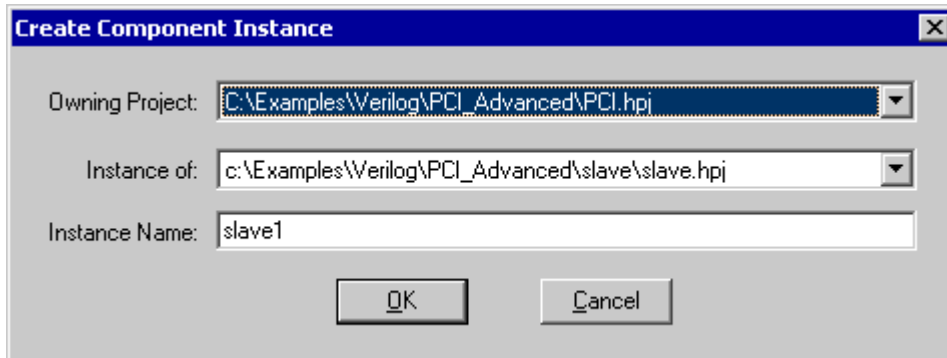 Create Component Instance
Owning Project: C:\Examples\Verilog\PCI_Advanced\PCI.hpj
Instance of: c:\Examples\Verilog\PCI_Advanced\slave\slave.hpj
Instance Name: slave1
OK Cancel